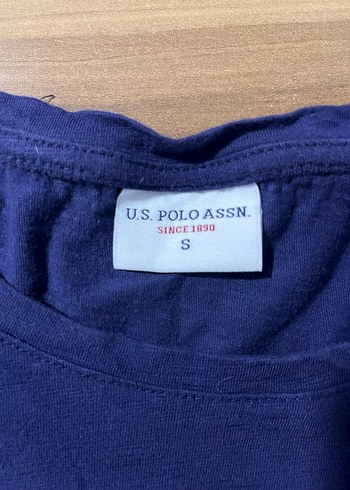 U.S. POLO ASSN.
SINCE 1890
S